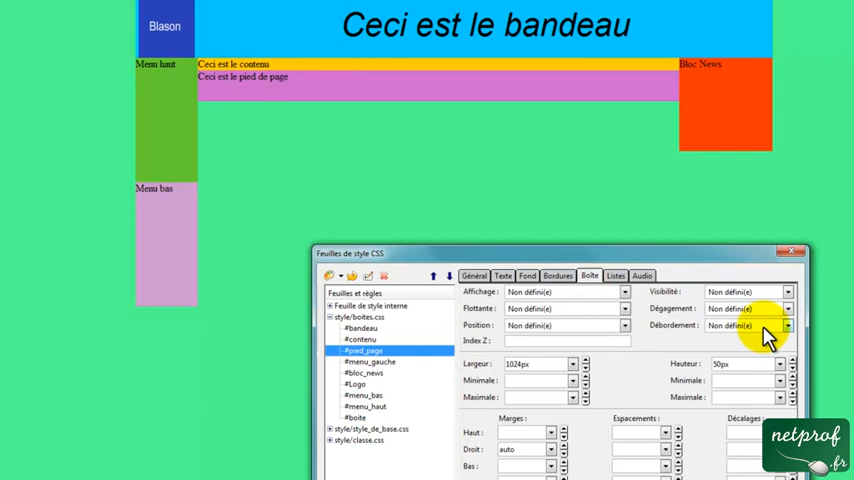 Blason
Ceci est le bandeau
Menu haut
Ceci est le contenu
Bloc News
Ceci est le pied de page
Menu bas
Feuilles de style CSS
Général Texte Fond Bordures Boîte Listes Audio
Feuilles et règles
Feuille de style interne
style/boites.css
#bandeau
#contenu
#pied_page
#menu_gauche
#bloc_news
#Logo
#menu_bas
#menu_haut
#boite
style/style_de_base.css
style/classe.css
Affichage : Non défini(e) Visibilité : Non défini(e)
Flottante : Non défini(e) Dégagement : Non défini(e)
Position : Non défini(e) Débordement : Non défini(e)
Index Z :
Largeur : 1024px Hauteur : 50px
Minimale : Minimale :
Maximale : Maximale :
Marges : Espacements : Décalages :
Haut :
Droit : auto
Bas :
netprof
.fr